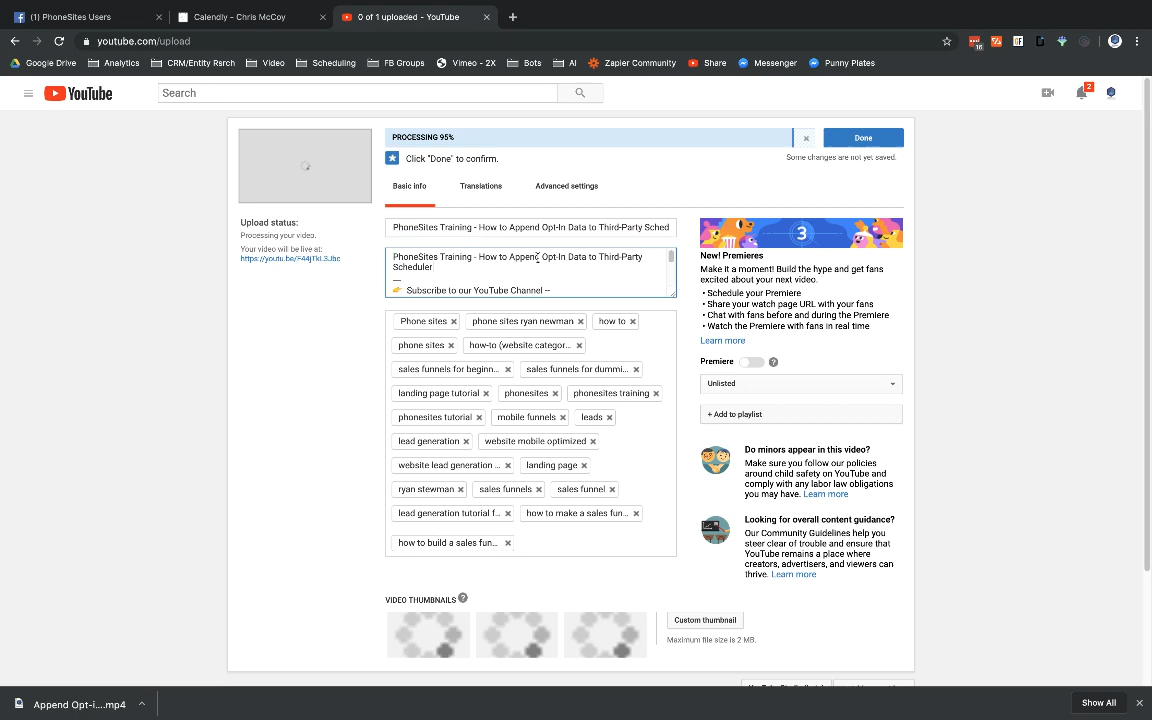 (1) PhoneSites Users
Calendly - Chris McCoy
0 of 1 uploaded - YouTube
youtube.com/upload
16
Google Drive
Analytics
CRM/Entity Rsrch
Video
Scheduling
FB Groups
Vimeo - 2X
Bots
AI
Zapier Community
Share
Messenger
Punny Plates
YouTube
Search
2
PROCESSING 95%
Done
Click "Done" to confirm.
Some changes are not yet saved.
Basic info
Translations
Advanced settings
Upload status:
Processing your video.
Your video will be live at:
https://youtu.be/F44jTkL3Jbc
PhoneSites Training - How to Append Opt-In Data to Third-Party Sched
PhoneSites Training - How to Append Opt-In Data to Third-Party
Scheduler
—
👉 Subscribe to our YouTube Channel --
Phone sites
phone sites ryan newman
how to
phone sites
how-to (website categor...
sales funnels for beginn...
sales funnels for dummi...
landing page tutorial
phonesites
phonesites training
phonesites tutorial
mobile funnels
leads
lead generation
website mobile optimized
website lead generation ...
landing page
ryan stewman
sales funnels
sales funnel
lead generation tutorial f...
how to make a sales fun...
how to build a sales fun...
VIDEO THUMBNAILS
Custom thumbnail
Maximum file size is 2 MB.
3
New! Premieres
Make it a moment! Build the hype and get fans
excited about your next video.
• Schedule your Premiere
• Share your watch page URL with your fans
• Chat with fans before and during the Premiere
• Watch the Premiere with fans in real time
Learn more
Premiere
Unlisted
+ Add to playlist
Do minors appear in this video?
Make sure you follow our policies
around child safety on YouTube and
comply with any labor law obligations
you may have. Learn more
Looking for overall content guidance?
Our Community Guidelines help you
steer clear of trouble and ensure that
YouTube remains a place where
creators, advertisers, and viewers can
thrive. Learn more
Append Opt-i....mp4
Show All